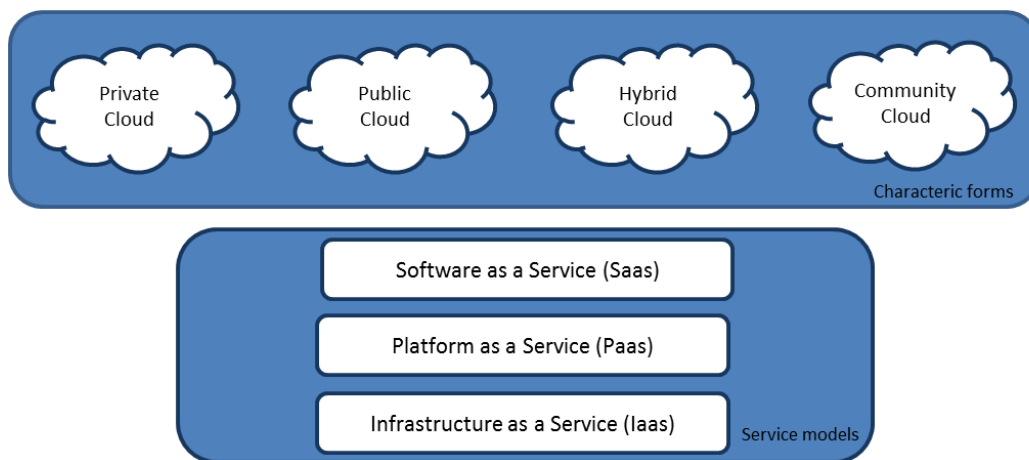 Private
Cloud
Public
Cloud
Hybrid
Cloud
Community
Cloud
Characteric forms
Software as a Service (Saas)
Platform as a Service (Paas)
Infrastructure as a Service (Iaas)
Service models